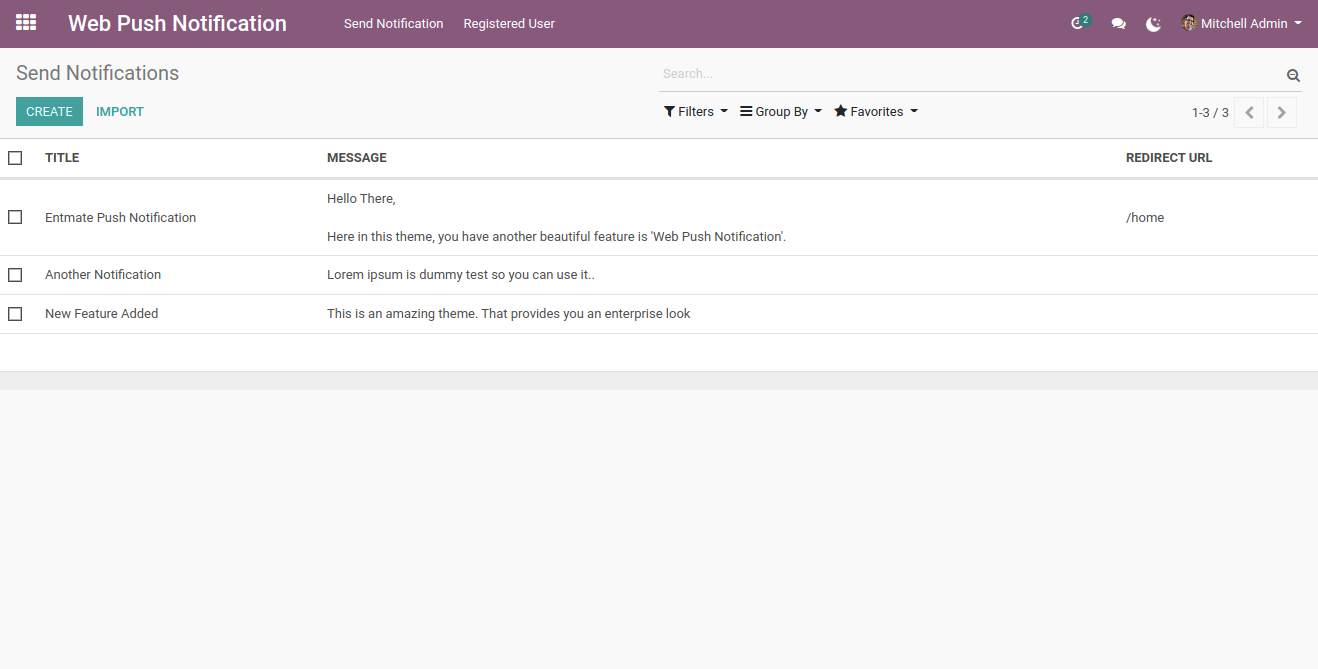 Web Push Notification Send Notification Registered User 2 Mitchell Admin
Send Notifications
Search...
CREATE IMPORT
Filters Group By Favorites 1-3 / 3
TITLE MESSAGE REDIRECT URL
Entmate Push Notification
Hello There,
Here in this theme, you have another beautiful feature is 'Web Push Notification'.
/home
Another Notification Lorem ipsum is dummy test so you can use it..
New Feature Added This is an amazing theme. That provides you an enterprise look